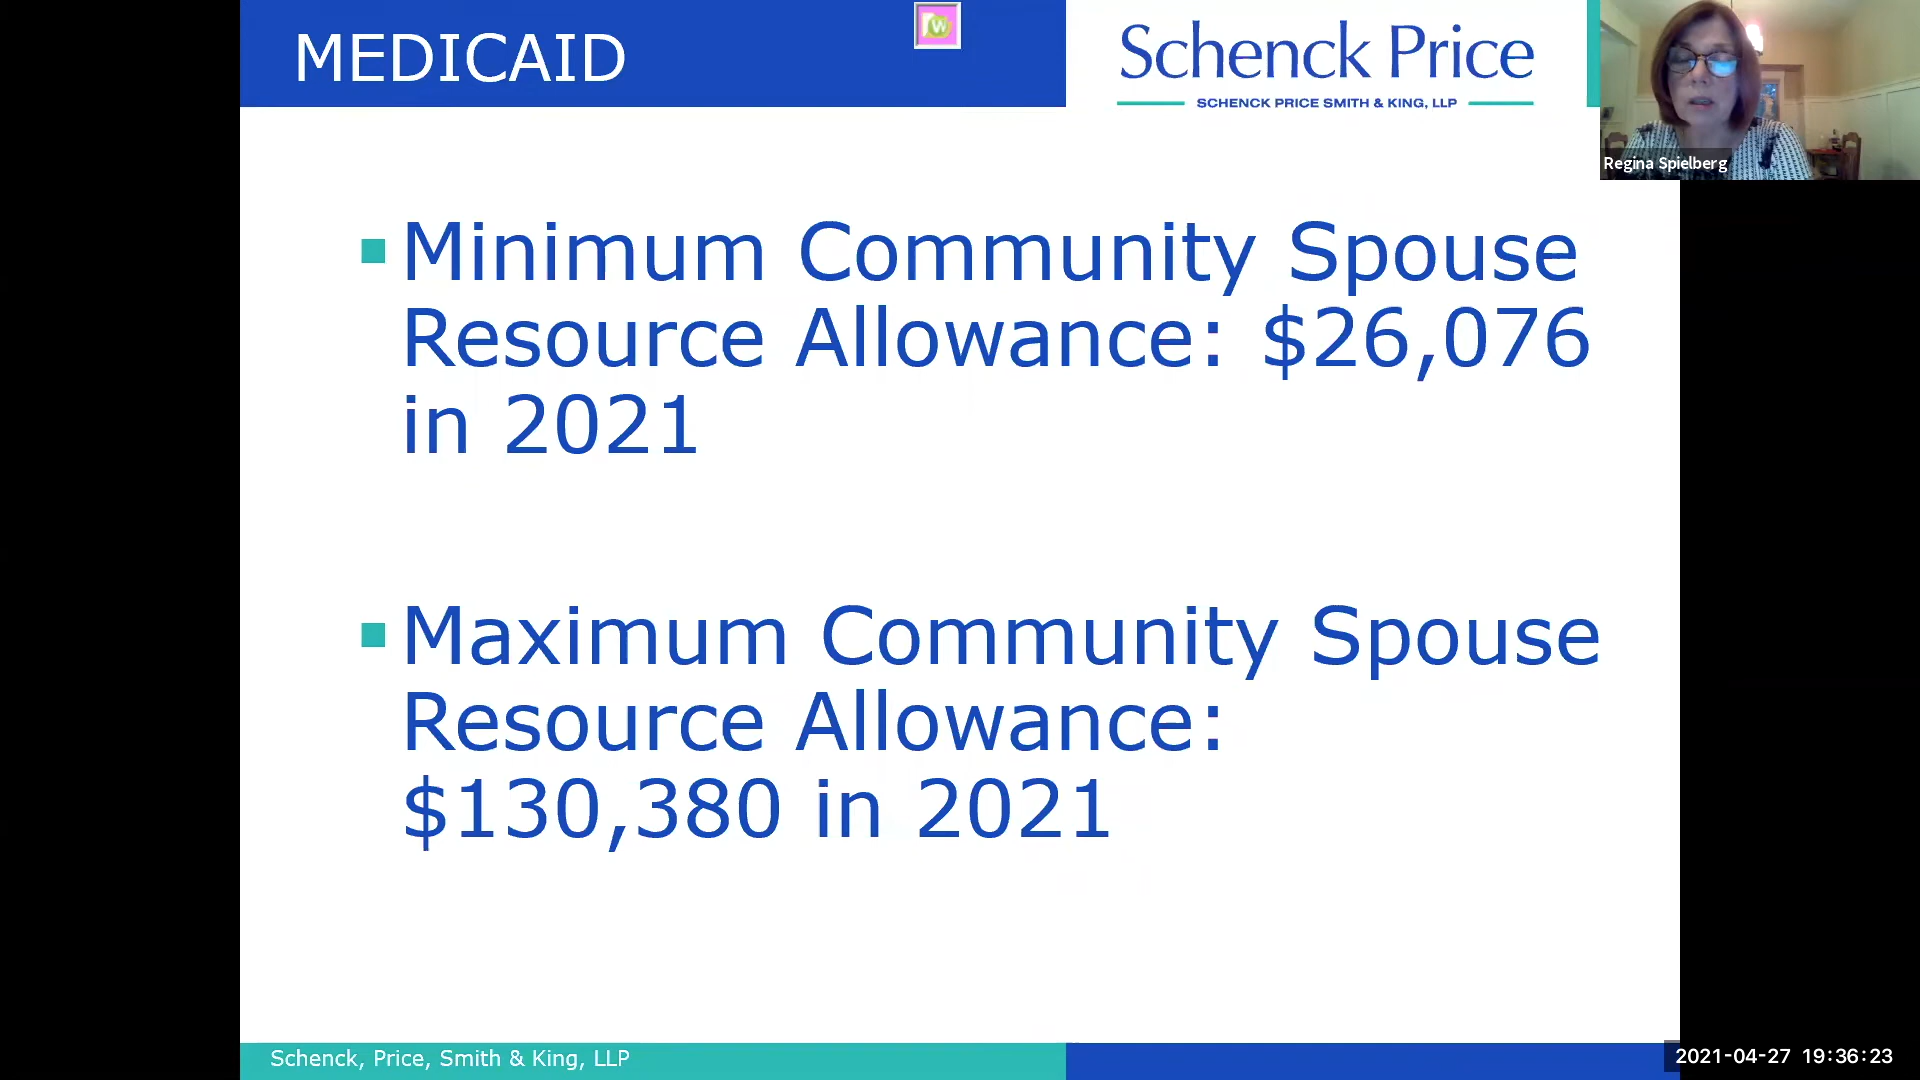 MEDICAID
Schenck Price
SCHENCK PRICE SMITH & KING, LLP
Regina Spielberg
Minimum Community Spouse
Resource Allowance: $26,076
in 2021
Maximum Community Spouse
Resource Allowance:
$130,380 in 2021
Schenck, Price, Smith & King, LLP
2021-04-27 19:36:23